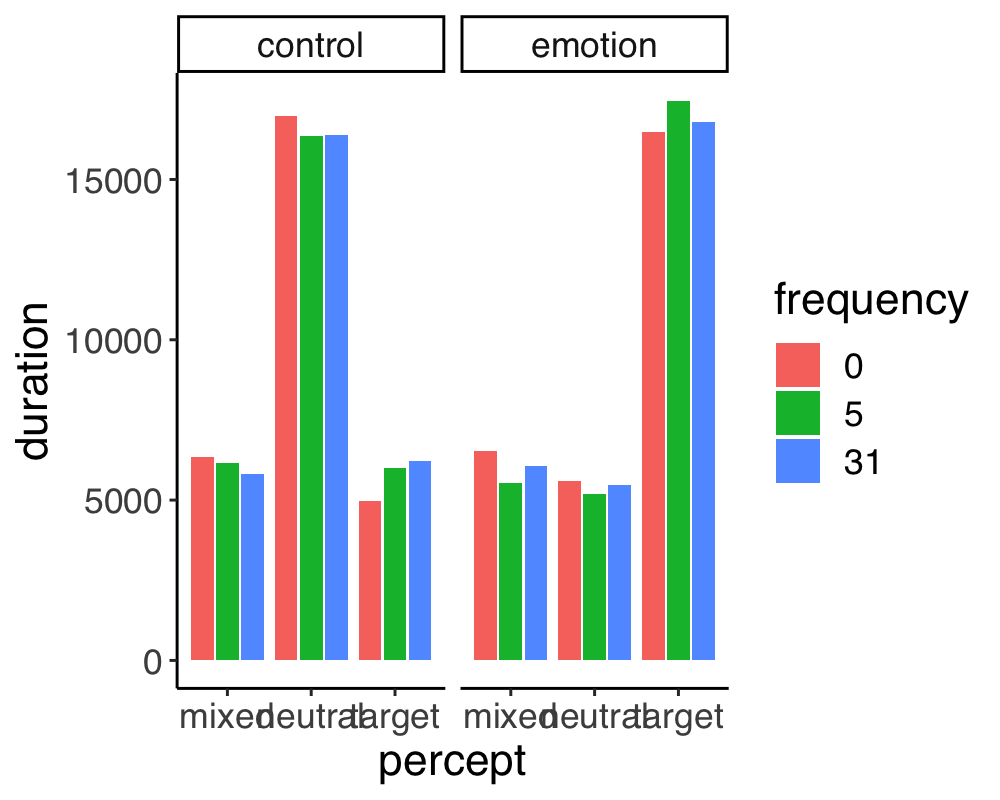 control
emotion
15000
10000
5000
0
duration
mixed neutral target
mixed neutral target
percept
frequency
0
5
31